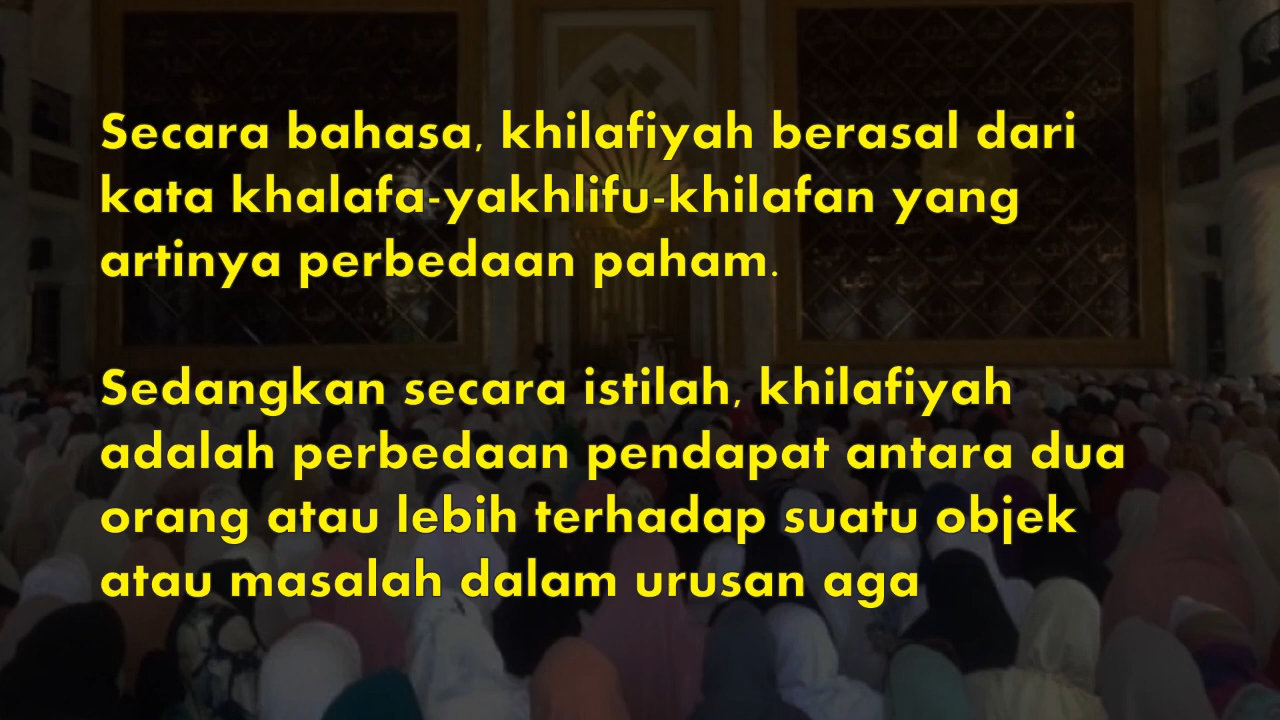 Secara bahasa, khilafiyah berasal dari
kata khalafa-yakhlifu-khilafan yang
artinya perbedaan paham.
Sedangkan secara istilah, khilafiyah
adalah perbedaan pendapat antara dua
orang atau lebih terhadap suatu objek
atau masalah dalam urusan aga